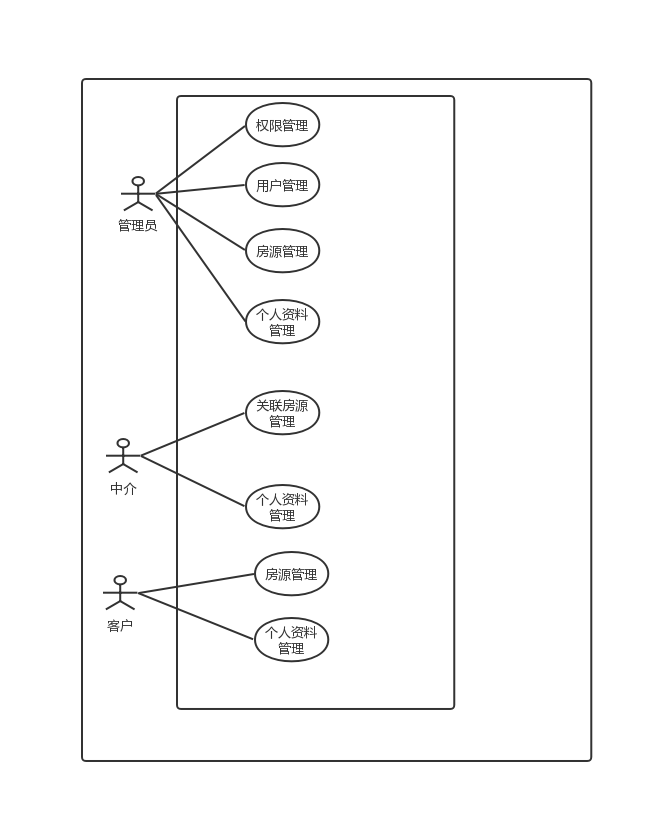 权限管理
用户管理
管理员
房源管理
个人资料
管理
关联房源
管理
中介
个人资料
管理
房源管理
客户
个人资料
管理